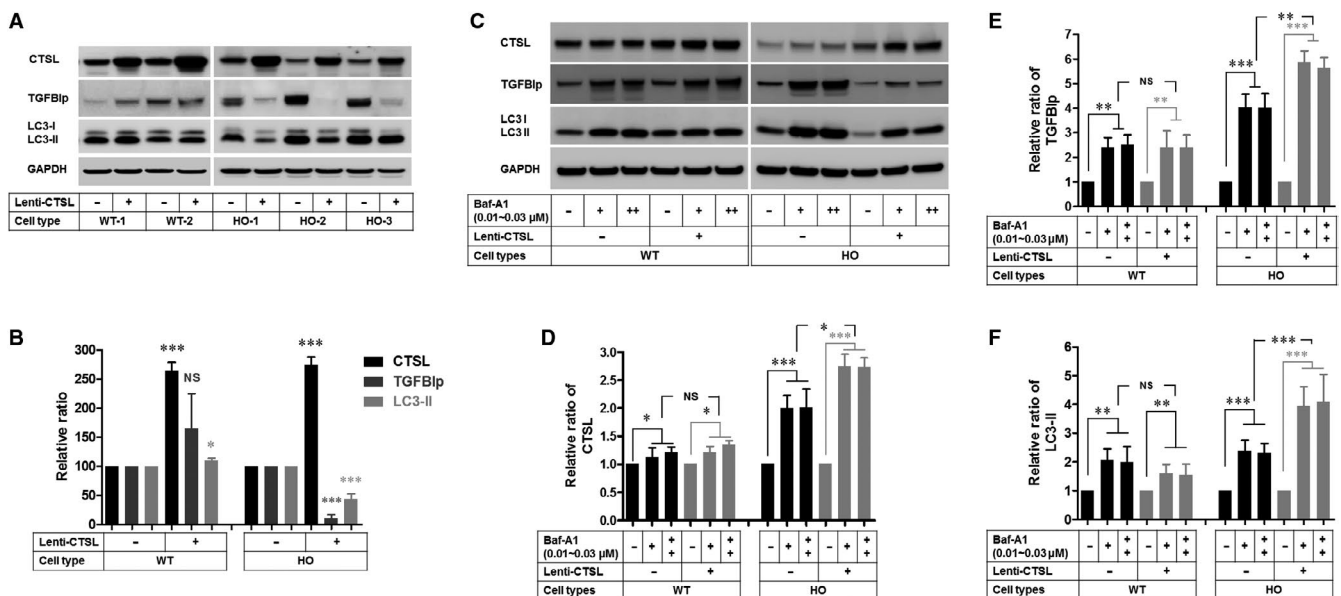 A
CTSL
TGFBIp
LC3-I
LC3-II
GAPDH
Lenti-CTSL – + – + – + – + – +
Cell type WT-1 WT-2 HO-1 HO-2 HO-3
B
Relative ratio
300
250
200
150
100
50
0
*** NS * *** *** ***
CTSL
TGFBIp
LC3-II
Lenti-CTSL – + – +
Cell type WT HO
C
CTSL
TGFBIp
LC3 I
LC3 II
GAPDH
Baf-A1
(0.01~0.03 µM) – + ++ – + ++ – + ++ – + ++
Lenti-CTSL – + – +
Cell types WT HO
D
Relative ratio of
CTSL
3.0
2.5
2.0
1.5
1.0
0.0
* NS * *** * ***
Baf-A1
(0.01~0.03 µM) – + + + – + + + – + + + – + + +
Lenti-CTSL – + – +
Cell types WT HO
E
Relative ratio of
TGFBIp
7
6
5
4
3
2
1
0
** NS ** *** ** ***
Baf-A1
(0.01~0.03 µM) – + + + – + + + – + + + – + + +
Lenti-CTSL – + – +
Cell types WT HO
F
Relative ratio of
LC3-II
6
4
2
1
0
** NS ** *** *** ***
Baf-A1
(0.01~0.03 µM) – + + + – + + + – + + + – + + +
Lenti-CTSL – + – +
Cell types WT HO